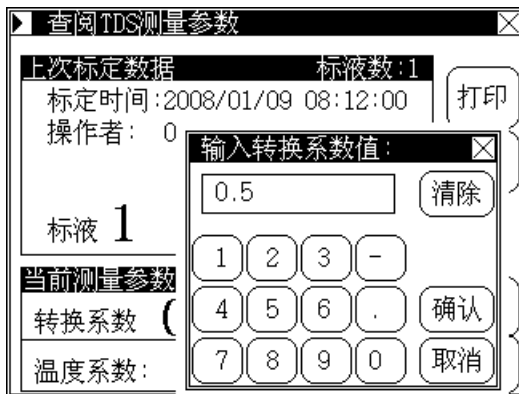 查阅TDS测量参数
上次标定数据 标液数:1
标定时间:2008/01/09 08:12:00
打印
操作者: 0
标液 1
当前测量参数
转换系数 (
温度系数:
输入转换系数值:
0.5
清除
1 2 3 -
4 5 6 .
确认
7 8 9 0
取消